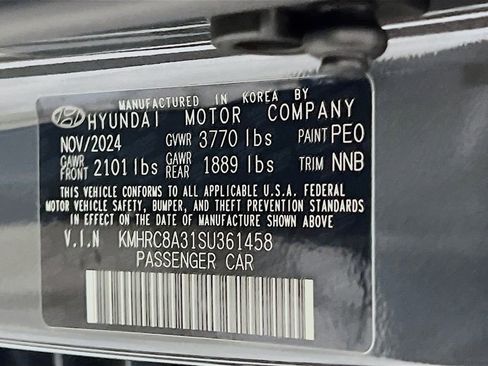 MANUFACTURED IN KOREA BY
HYUNDAI MOTOR COMPANY
NOV/2024 GVWR 3770 lbs PAINT PEO
GAWR FRONT 2101 lbs GAWR REAR 1889 lbs TRIM NNB
THIS VEHICLE CONFORMS TO ALL APPLICABLE U.S.A. FEDERAL
MOTOR VEHICLE SAFETY, BUMPER, AND THEFT PREVENTION STANDARDS
IN EFFECT ON THE DATE OF MANUFACTURE SHOWN ABOVE.
V.I.N KMHRC8A31SU361458
PASSENGER CAR